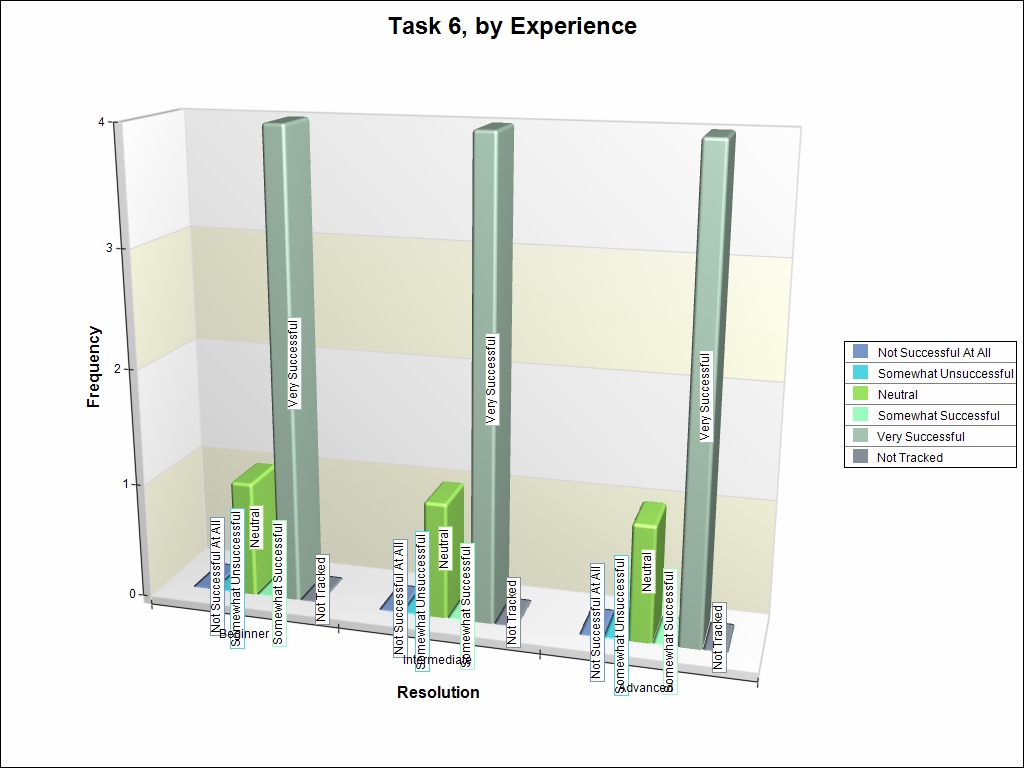 Task 6, by Experience
4
3
2
1
0
Frequency
Not Successful At All
Somewhat Unsuccessful
Neutral
Somewhat Successful
Very Successful
Not Tracked
Beginner
Not Successful At All
Somewhat Unsuccessful
Neutral
Somewhat Successful
Very Successful
Not Tracked
Intermediate
Not Successful At All
Somewhat Unsuccessful
Neutral
Somewhat Successful
Very Successful
Not Tracked
Advanced
Resolution
Not Successful At All
Somewhat Unsuccessful
Neutral
Somewhat Successful
Very Successful
Not Tracked